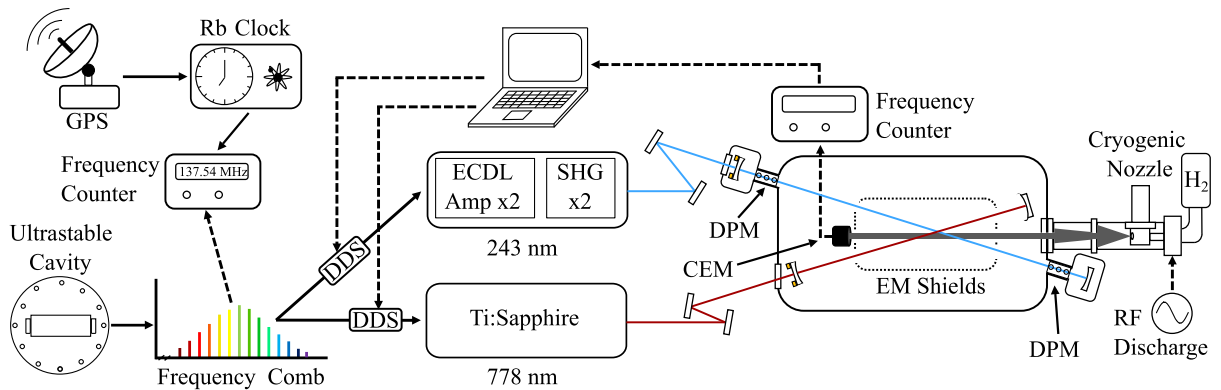 Rb Clock
GPS
Frequency
Counter
137.54 MHz
Ultrastable
Cavity
Frequency Comb
DDS
DDS
ECDL
Amp x2
SHG
x2
243 nm
Ti:Sapphire
778 nm
Frequency
Counter
DPM
CEM
EM Shields
Cryogenic
Nozzle
H2
DPM
RF
Discharge